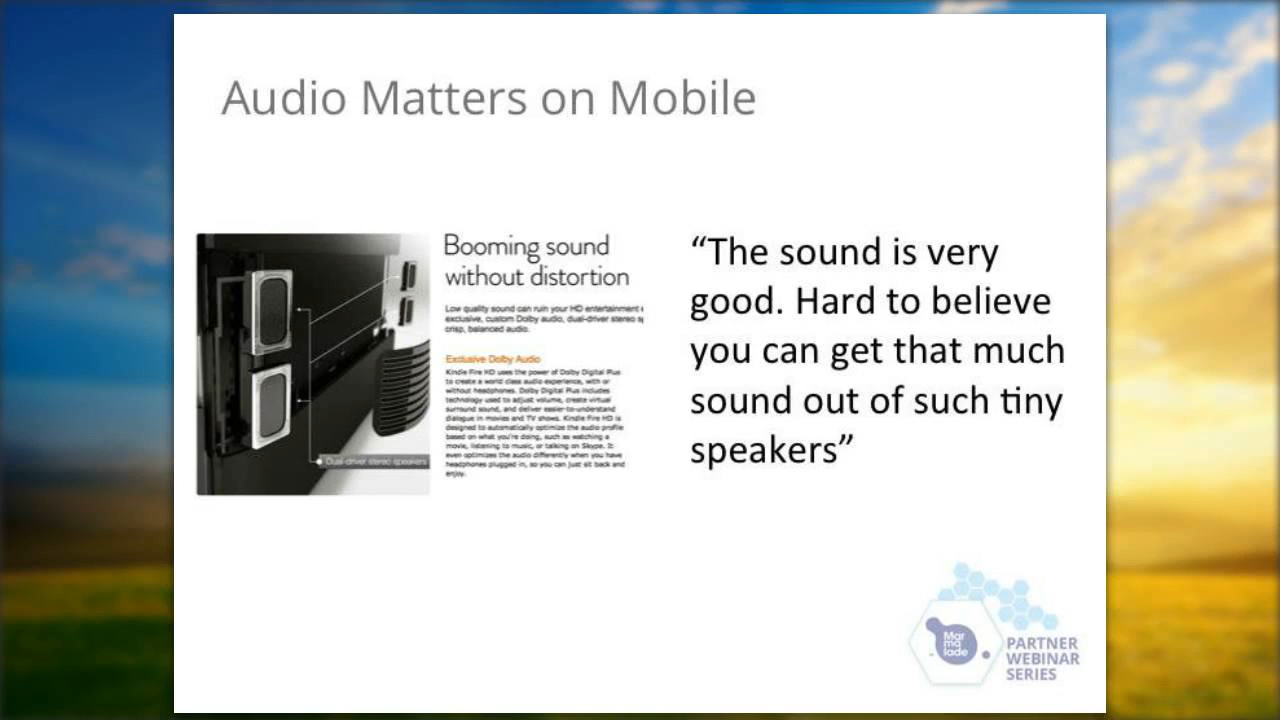 Audio Matters on Mobile
Booming sound
without distortion
Low quality sound can ruin your HD entertainment
exclusive, custom Dolby audio, dual-driver stereo
crisp, balanced audio.
Exclusive Dolby Audio
Kindle Fire HD uses the power of Dolby Digital Plus
to create a world class audio experience, with or
without headphones. Dolby Digital Plus includes
technology used to adjust volume, create virtual
surround sound, and deliver easier-to-understand
dialogue in movies and TV shows. Kindle Fire HD is
designed to automatically optimize the audio profile
based on what you're doing, such as watching a
movie, listening to music, or talking on Skype. It
even optimizes the audio differently when you have
headphones plugged in, so you can just sit back and
enjoy.
Dual-driver stereo speakers
“The sound is very
good. Hard to believe
you can get that much
sound out of such tiny
speakers”
Mar
ma
lade
PARTNER
WEBINAR
SERIES